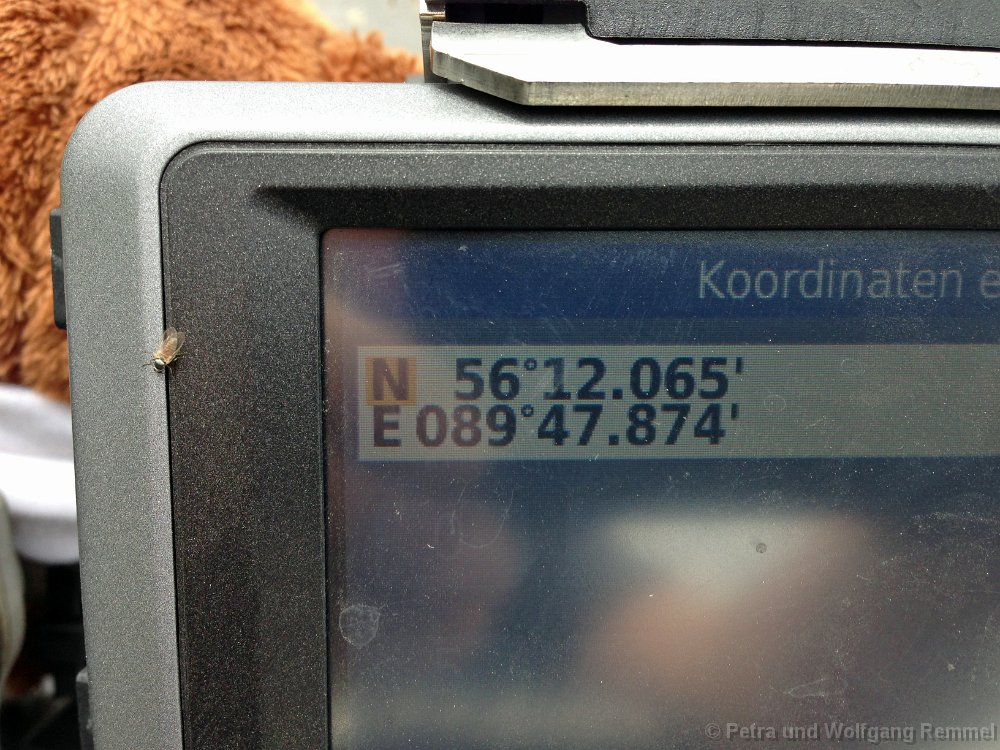 Koordinaten e
N 56°12.065'
E 089°47.874'
© Petra und Wolfgang Remmel